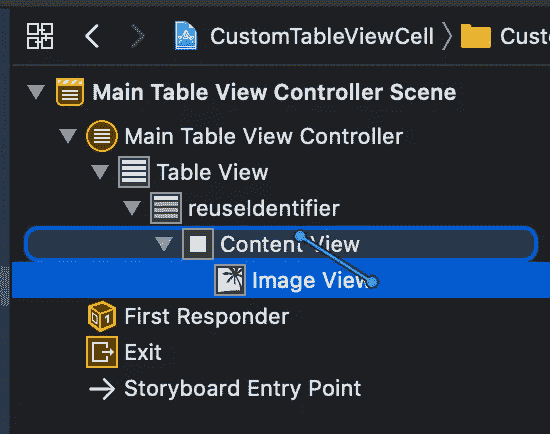 CustomTableViewCell Custo
Main Table View Controller Scene
Main Table View Controller
Table View
reuseIdentifier
Content View
Image View
First Responder
Exit
Storyboard Entry Point